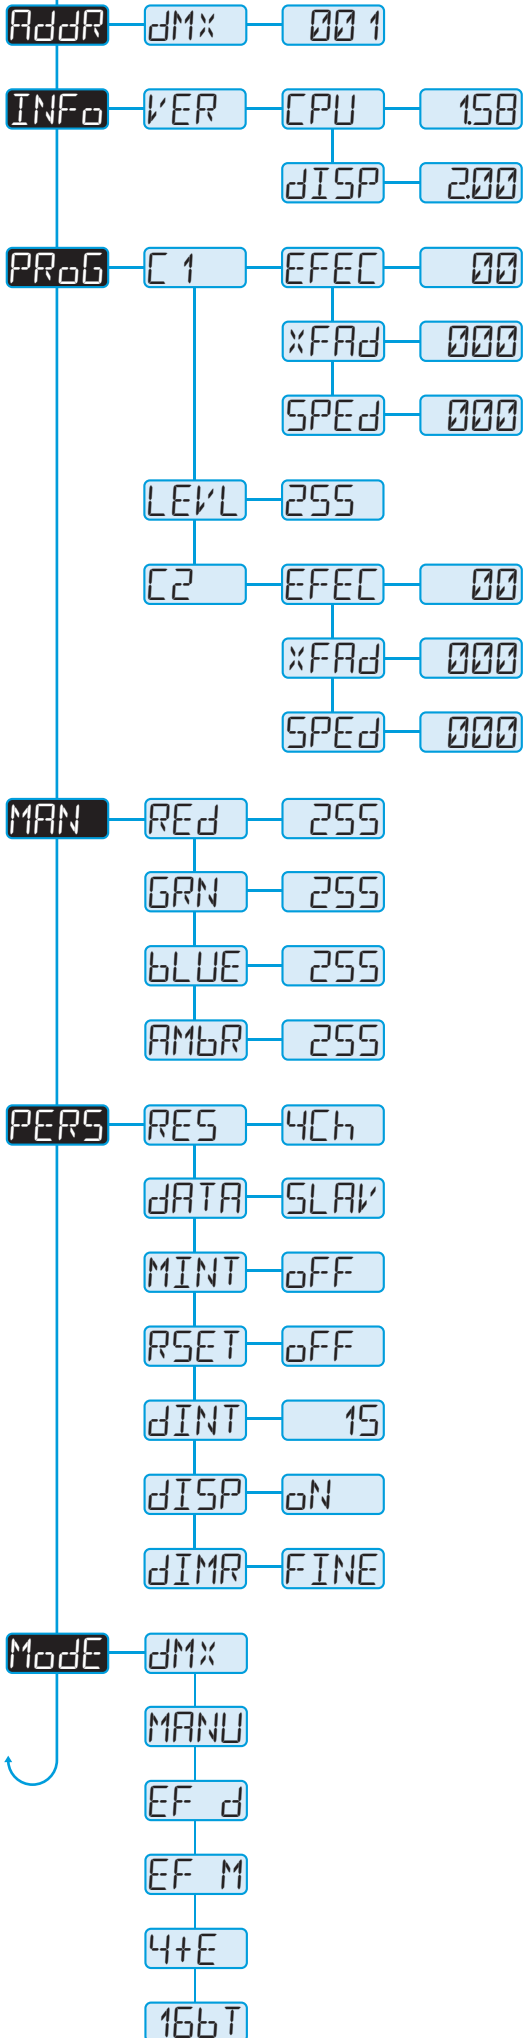 AddR dMX 001
INFo VER CPU 1.58
dISP 2.00
PRoG C1 EFEC 00
XFAd 000
SPEd 000
LEVL 255
C2 EFEC 00
XFAd 000
SPEd 000
MAN REd 255
GRN 255
bLUE 255
AMbR 255
PERS RES 4Ch
dATA SLAV
MINT oFF
RSET oFF
dINT 15
dISP oN
dIMR FINE
ModE dMX
MANU
EF d
EF M
4+E
16bT